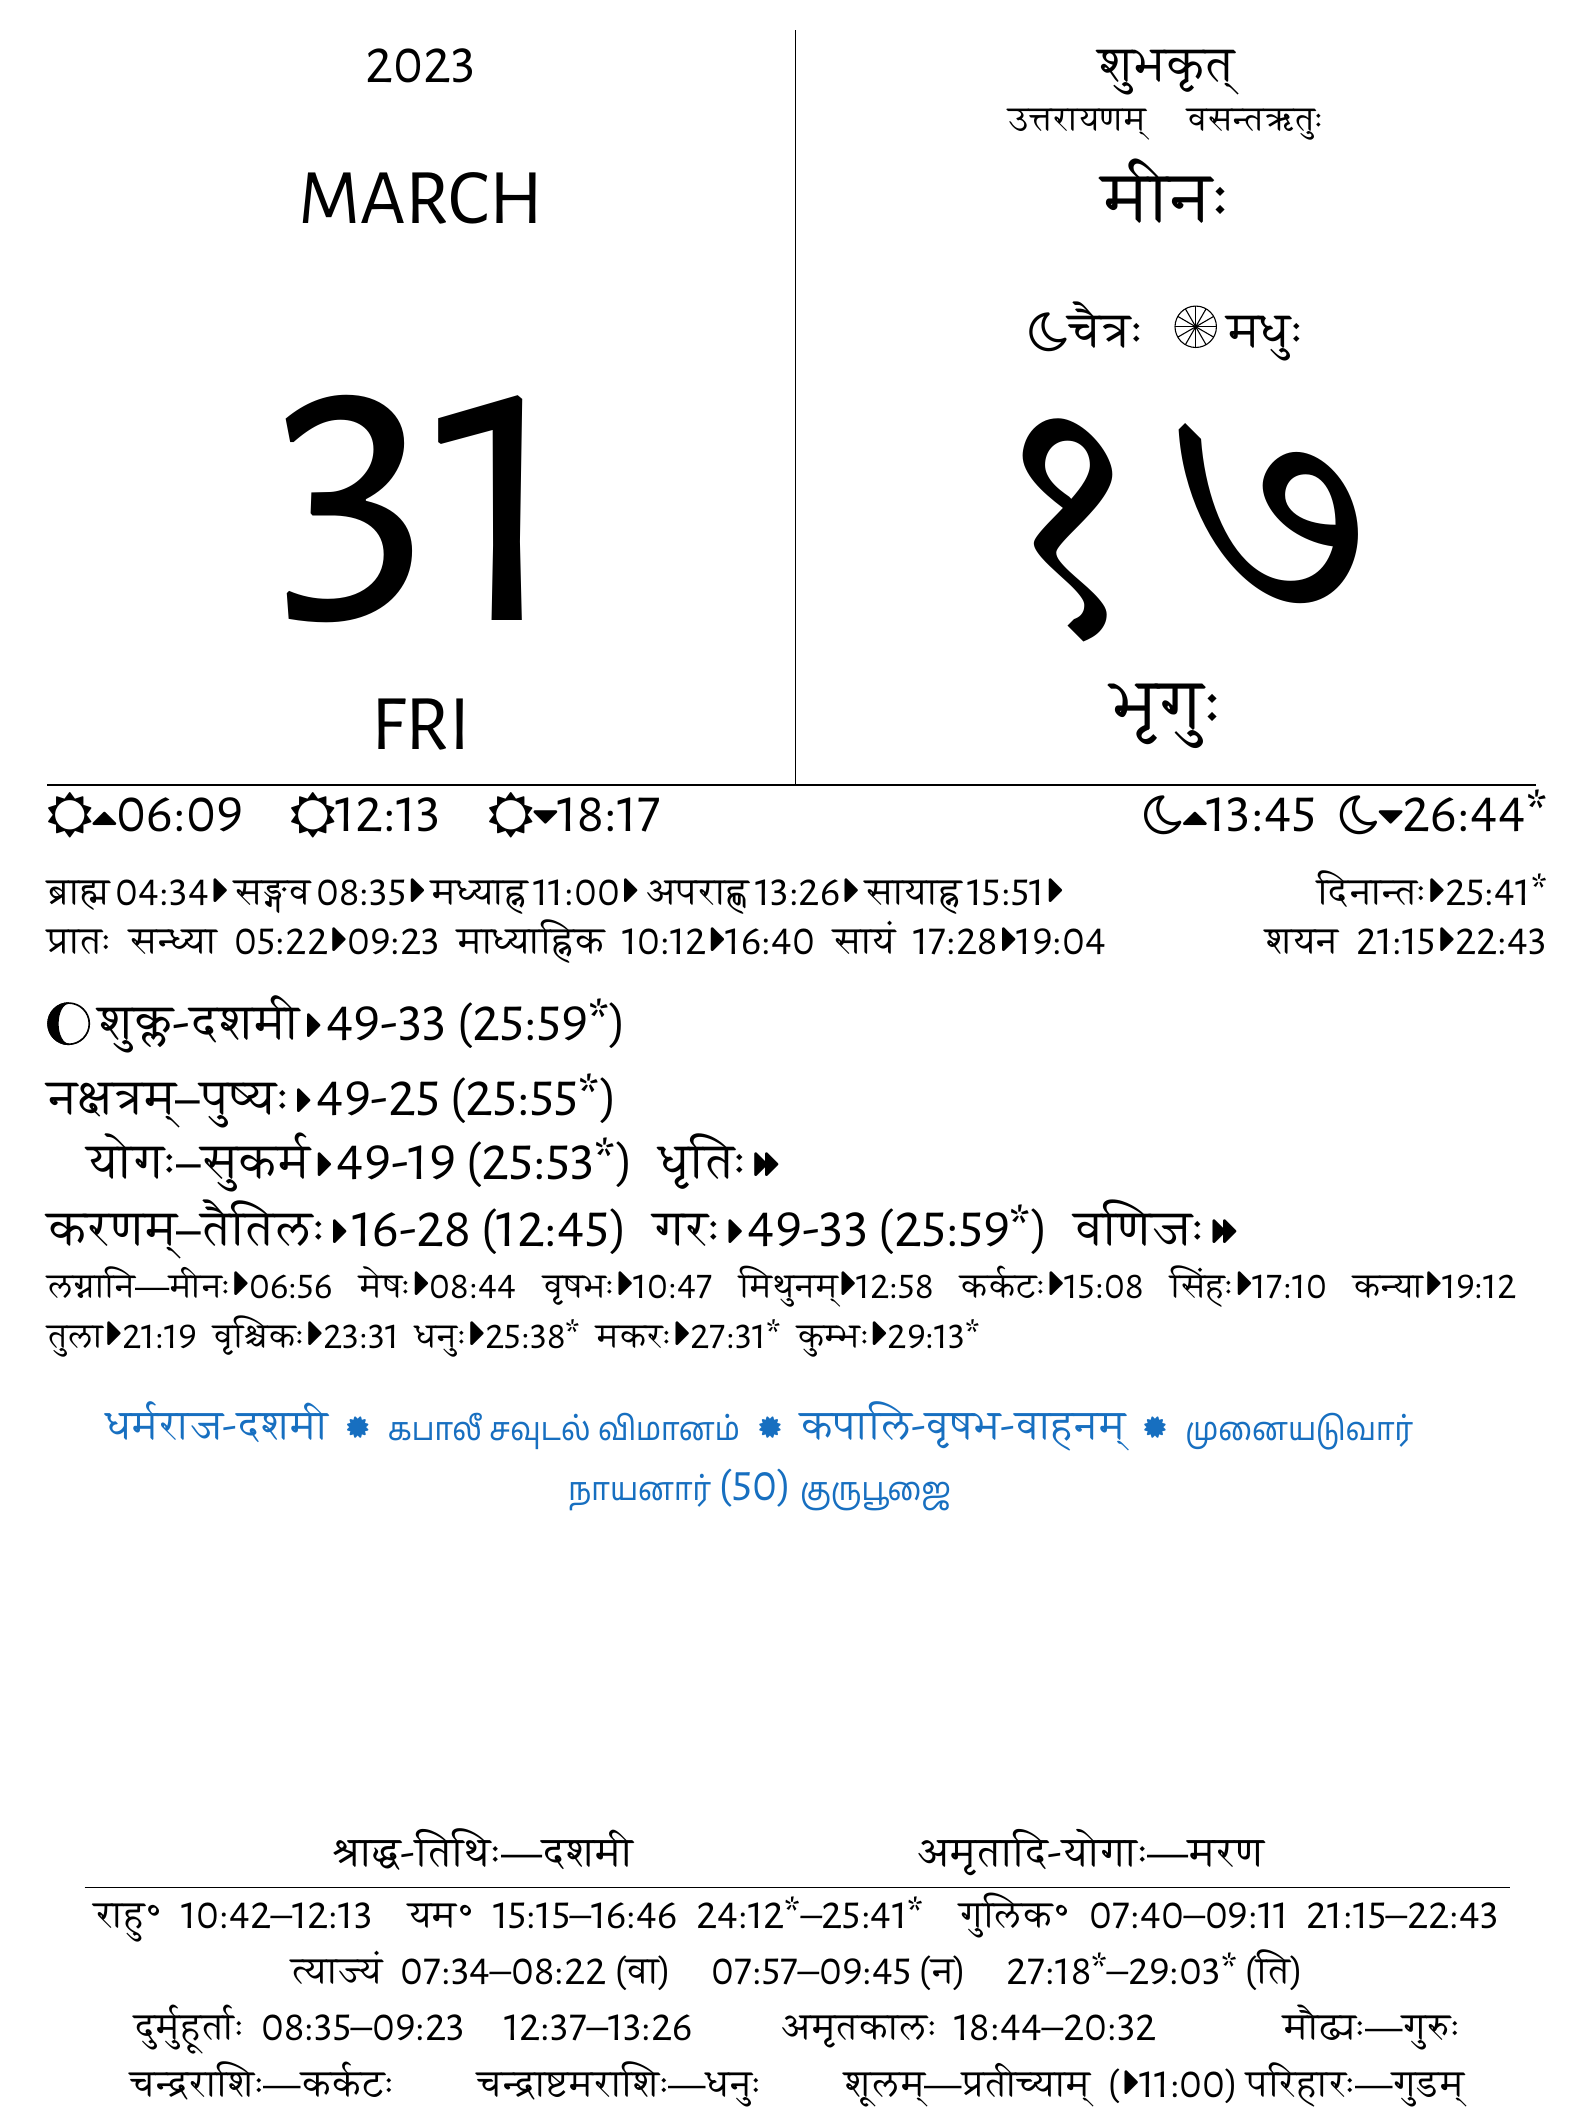 2023
MARCH
31
FRI
शुभकृत्
उत्तरायणम् वसन्तऋतुः
मीनः
चैत्रः मधुः
१७
भृगुः
06:09 12:13 18:17 13:45 26:44*
ब्राह्म 04:34 सङ्गव 08:35 मध्याह्न 11:00 अपराह्ण 13:26 सायाह्न 15:51 दिनान्तः 25:41*
प्रातः सन्ध्या 05:22 09:23 माध्याह्निक 10:12 16:40 सायं 17:28 19:04 शयन 21:15 22:43
शुक्ल-दशमी 49-33 (25:59*)
नक्षत्रम्–पुष्यः 49-25 (25:55*)
योगः–सुकर्म 49-19 (25:53*) धृतिः
करणम्–तैतिलः 16-28 (12:45) गरः 49-33 (25:59*) वणिजः
लग्नानि—मीनः 06:56 मेषः 08:44 वृषभः 10:47 मिथुनम् 12:58 कर्कटः 15:08 सिंहः 17:10 कन्या 19:12
तुला 21:19 वृश्चिकः 23:31 धनुः 25:38* मकरः 27:31* कुम्भः 29:13*
धर्मराज-दशमी ✹ கபாலீ சவுடல் விமானம் ✹ कपालि-वृषभ-वाहनम् ✹ முனையடுவார்
நாயனார் (50) குருபூஜை
श्राद्ध-तिथिः—दशमी अमृतादि-योगाः—मरण
राहु॰ 10:42–12:13 यम॰ 15:15–16:46 24:12*–25:41* गुलिक॰ 07:40–09:11 21:15–22:43
त्याज्यं 07:34–08:22 (वा) 07:57–09:45 (न) 27:18*–29:03* (ति)
दुर्मुहूर्ताः 08:35–09:23 12:37–13:26 अमृतकालः 18:44–20:32 मौढ्यः—गुरुः
चन्द्रराशिः—कर्कटः चन्द्राष्टमराशिः—धनुः शूलम्—प्रतीच्याम् (11:00) परिहारः—गुडम्